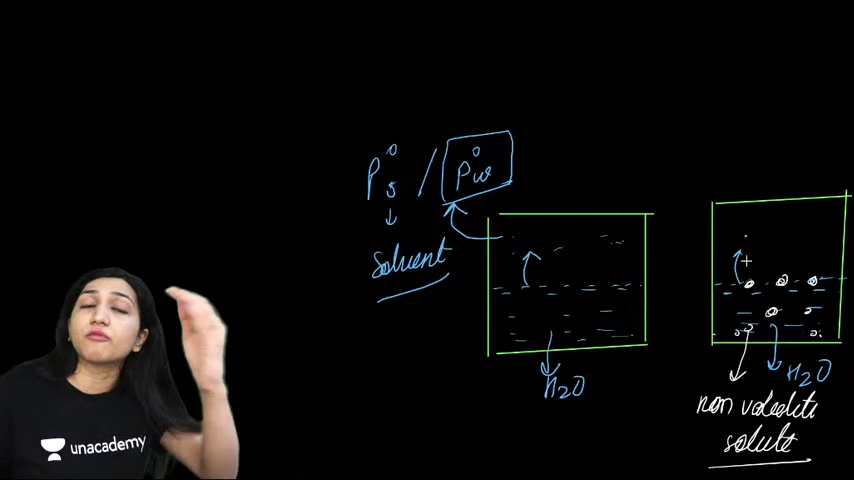 P°s / P°w
solvent
H2O
H2O
non volatile
solute
unacademy